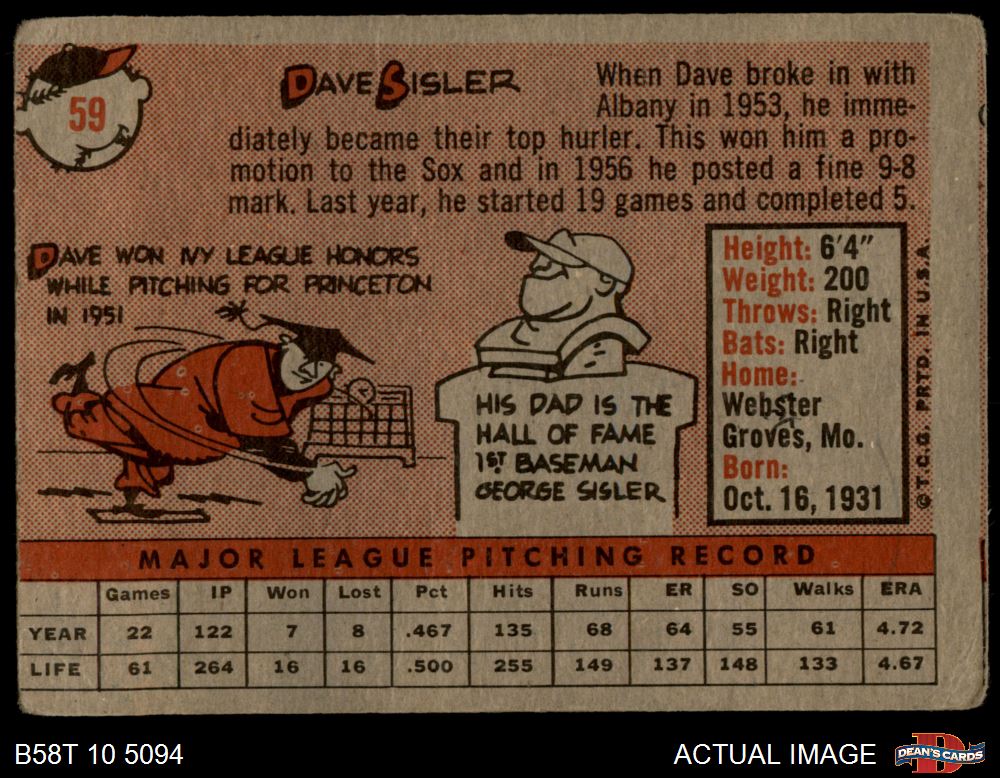 59
DAVE SISLER
When Dave broke in with
Albany in 1953, he imme-
diately became their top hurler. This won him a pro-
motion to the Sox and in 1956 he posted a fine 9-8
mark. Last year, he started 19 games and completed 5.
DAVE WON IVY LEAGUE HONORS
WHILE PITCHING FOR PRINCETON
IN 1951
HIS DAD IS THE
HALL OF FAME
1ST BASEMAN
GEORGE SISLER
Height: 6'4"
Weight: 200
Throws: Right
Bats: Right
Home:
Webster
Groves, Mo.
Born:
Oct. 16, 1931
© T.C.G. PRTD. IN U.S.A.
MAJOR LEAGUE PITCHING RECORD
Games IP Won Lost Pct Hits Runs ER SO Walks ERA
YEAR 22 122 7 8 .467 135 68 64 55 61 4.72
LIFE 61 264 16 16 .500 255 149 137 148 133 4.67
B58T 10 5094
ACTUAL IMAGE
D
DEAN'S CARDS